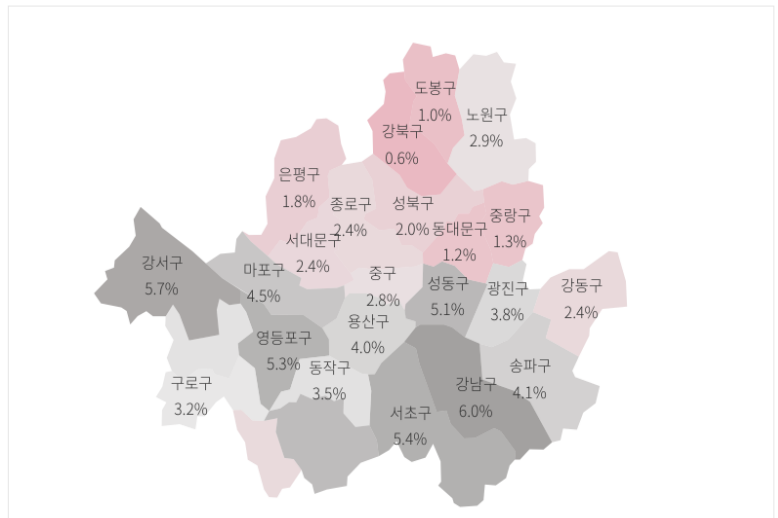 도봉구
1.0%
노원구
2.9%
강북구
0.6%
은평구
1.8%
종로구
2.4%
성북구
2.0%
동대문구
1.2%
중랑구
1.3%
서대문구
2.4%
강서구
5.7%
마포구
4.5%
중구
2.8%
성동구
5.1%
광진구
3.8%
강동구
2.4%
용산구
4.0%
영등포구
5.3%
동작구
3.5%
구로구
3.2%
서초구
5.4%
강남구
6.0%
송파구
4.1%